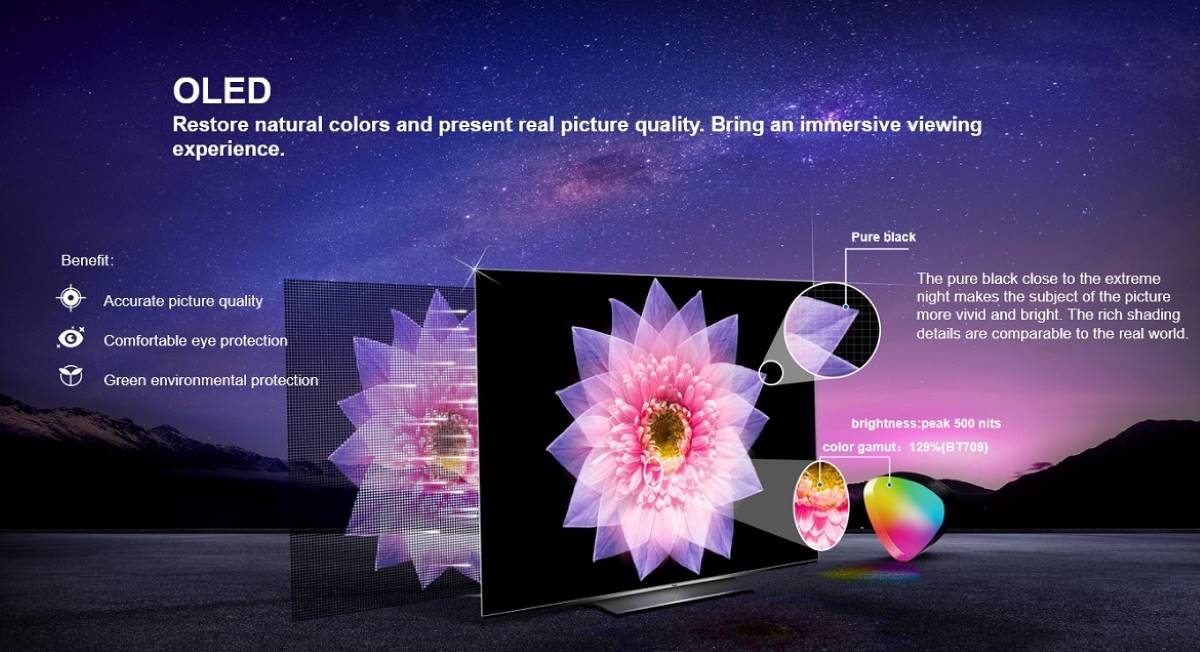 OLED
Restore natural colors and present real picture quality. Bring an immersive viewing
experience.
Benefit:
Accurate picture quality
Comfortable eye protection
Green environmental protection
Pure black
The pure black close to the extreme
night makes the subject of the picture
more vivid and bright. The rich shading
details are comparable to the real world.
brightness:peak 500 nits
color gamut：129%(BT709)